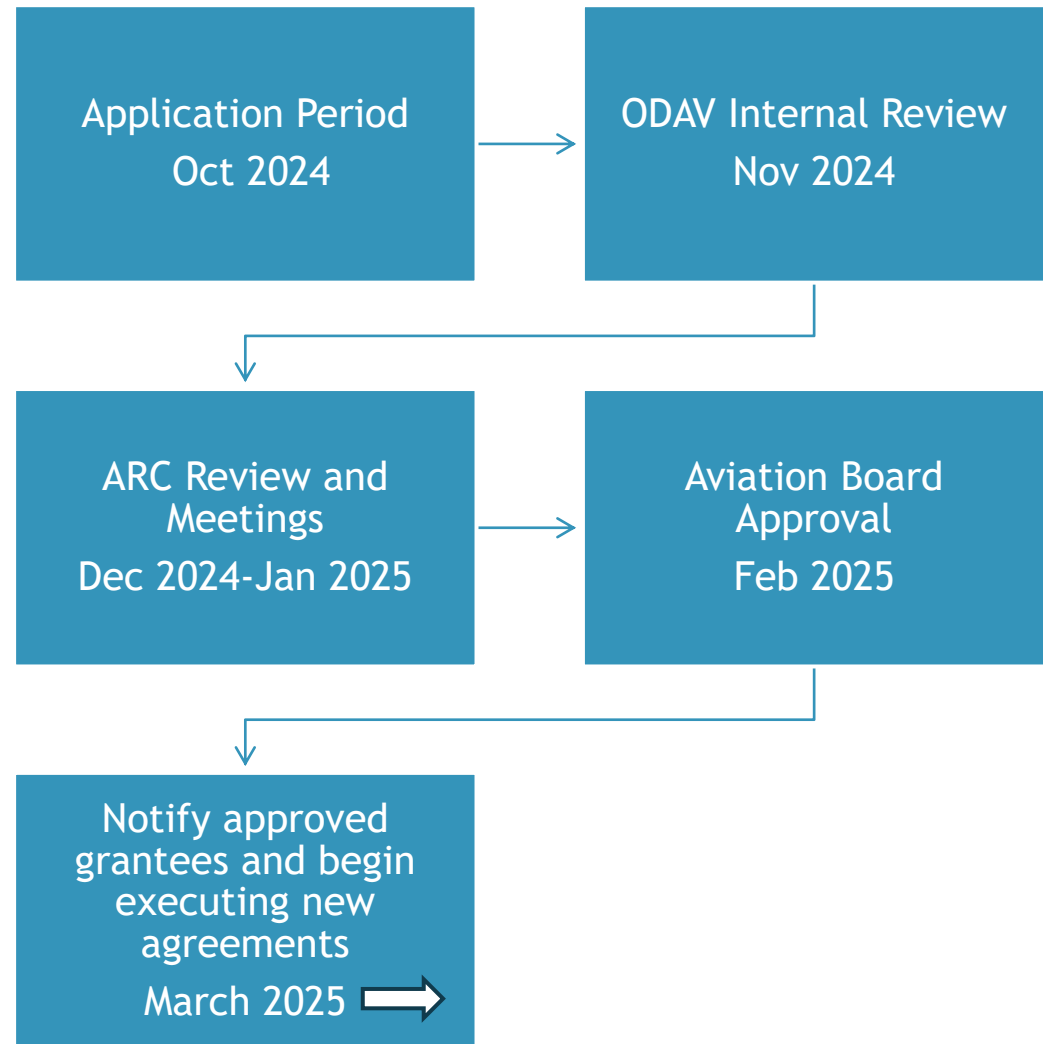 Application Period
Oct 2024
ODAV Internal Review
Nov 2024
ARC Review and
Meetings
Dec 2024-Jan 2025
Aviation Board
Approval
Feb 2025
Notify approved
grantees and begin
executing new
agreements
March 2025